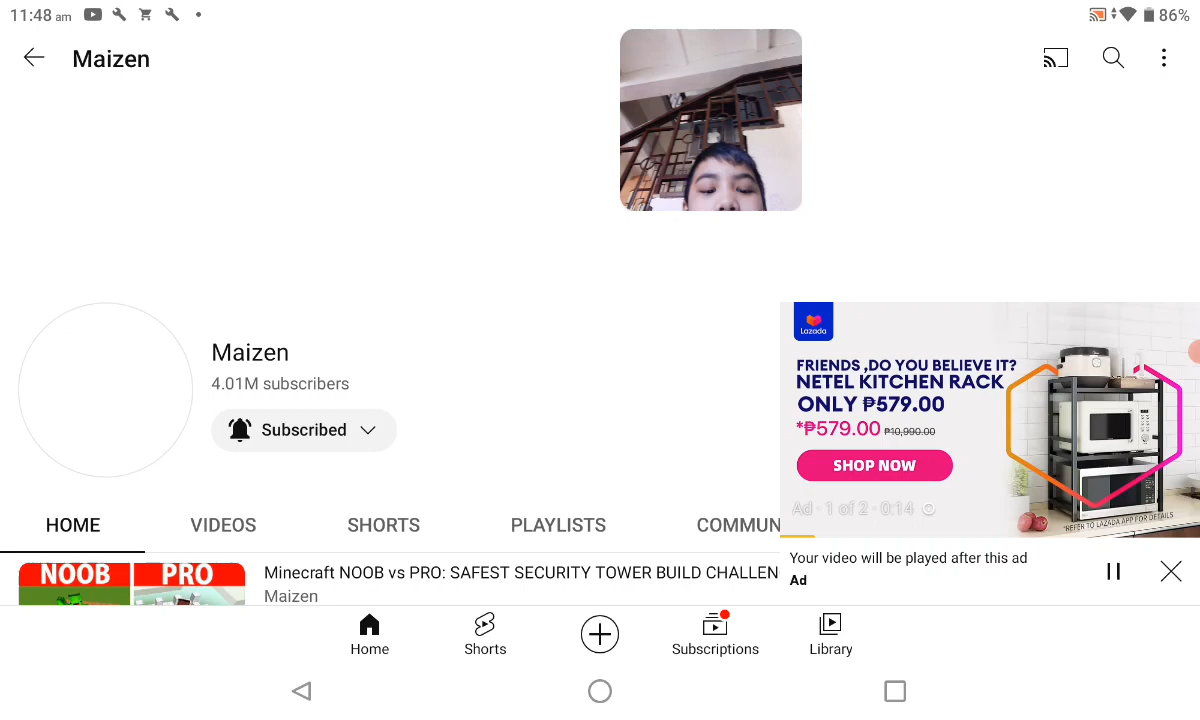 11:48 am
86%
Maizen
Maizen
4.01M subscribers
Subscribed
Lazada
FRIENDS ,DO YOU BELIEVE IT?
NETEL KITCHEN RACK
ONLY ₱579.00
*₱579.00 ₱10,990.00
SHOP NOW
Ad · 1 of 2 · 0:14
*REFER TO LAZADA APP FOR DETAILS
HOME VIDEOS SHORTS PLAYLISTS COMMUN
Your video will be played after this ad
Ad
NOOB PRO
Minecraft NOOB vs PRO: SAFEST SECURITY TOWER BUILD CHALLEN
Maizen
Home Shorts Subscriptions Library